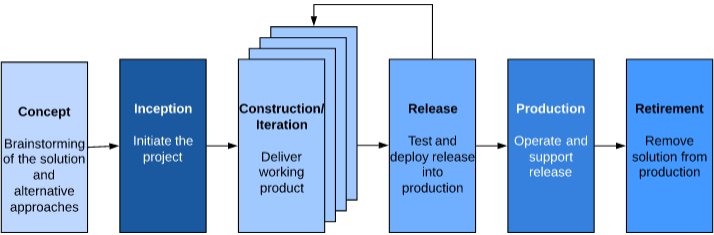 Concept
Brainstorming
of the solution
and
alternative
approaches
Inception
Initiate the
project
Construction/
Iteration
Deliver
working
product
Release
Test and
deploy release
into
production
Production
Operate and
support
release
Retirement
Remove
solution from
production